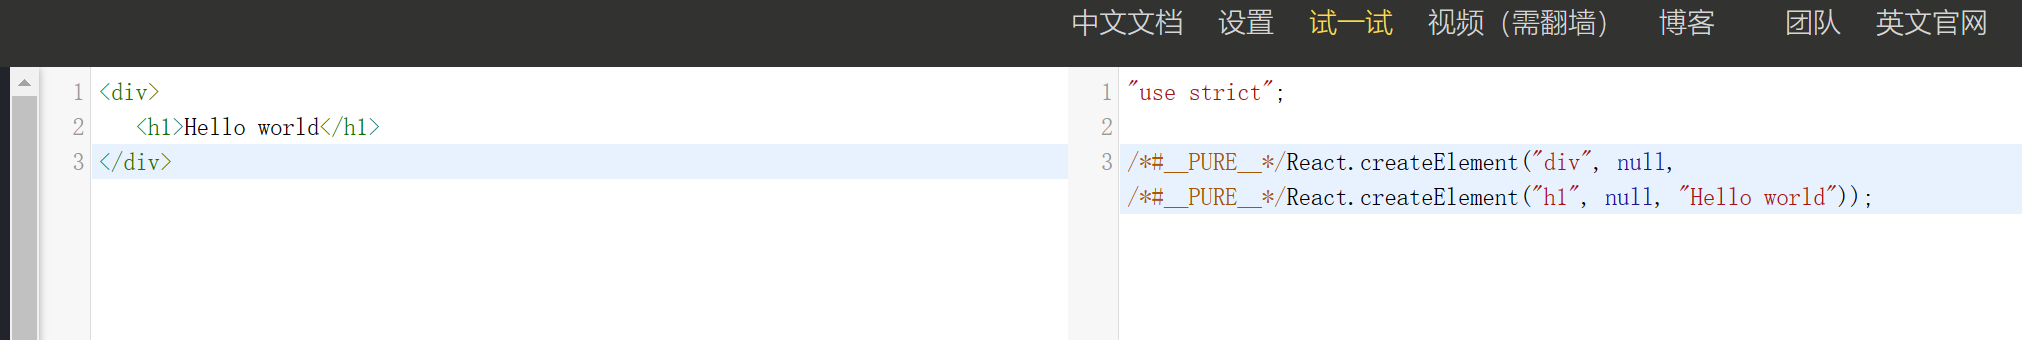 中文文档 设置 试一试 视频（需翻墙） 博客 团队 英文官网
1 <div>
2    <h1>Hello world</h1>
3 </div>
1 "use strict";
2
3 /*#__PURE__*/React.createElement("div", null,
/*#__PURE__*/React.createElement("h1", null, "Hello world"));